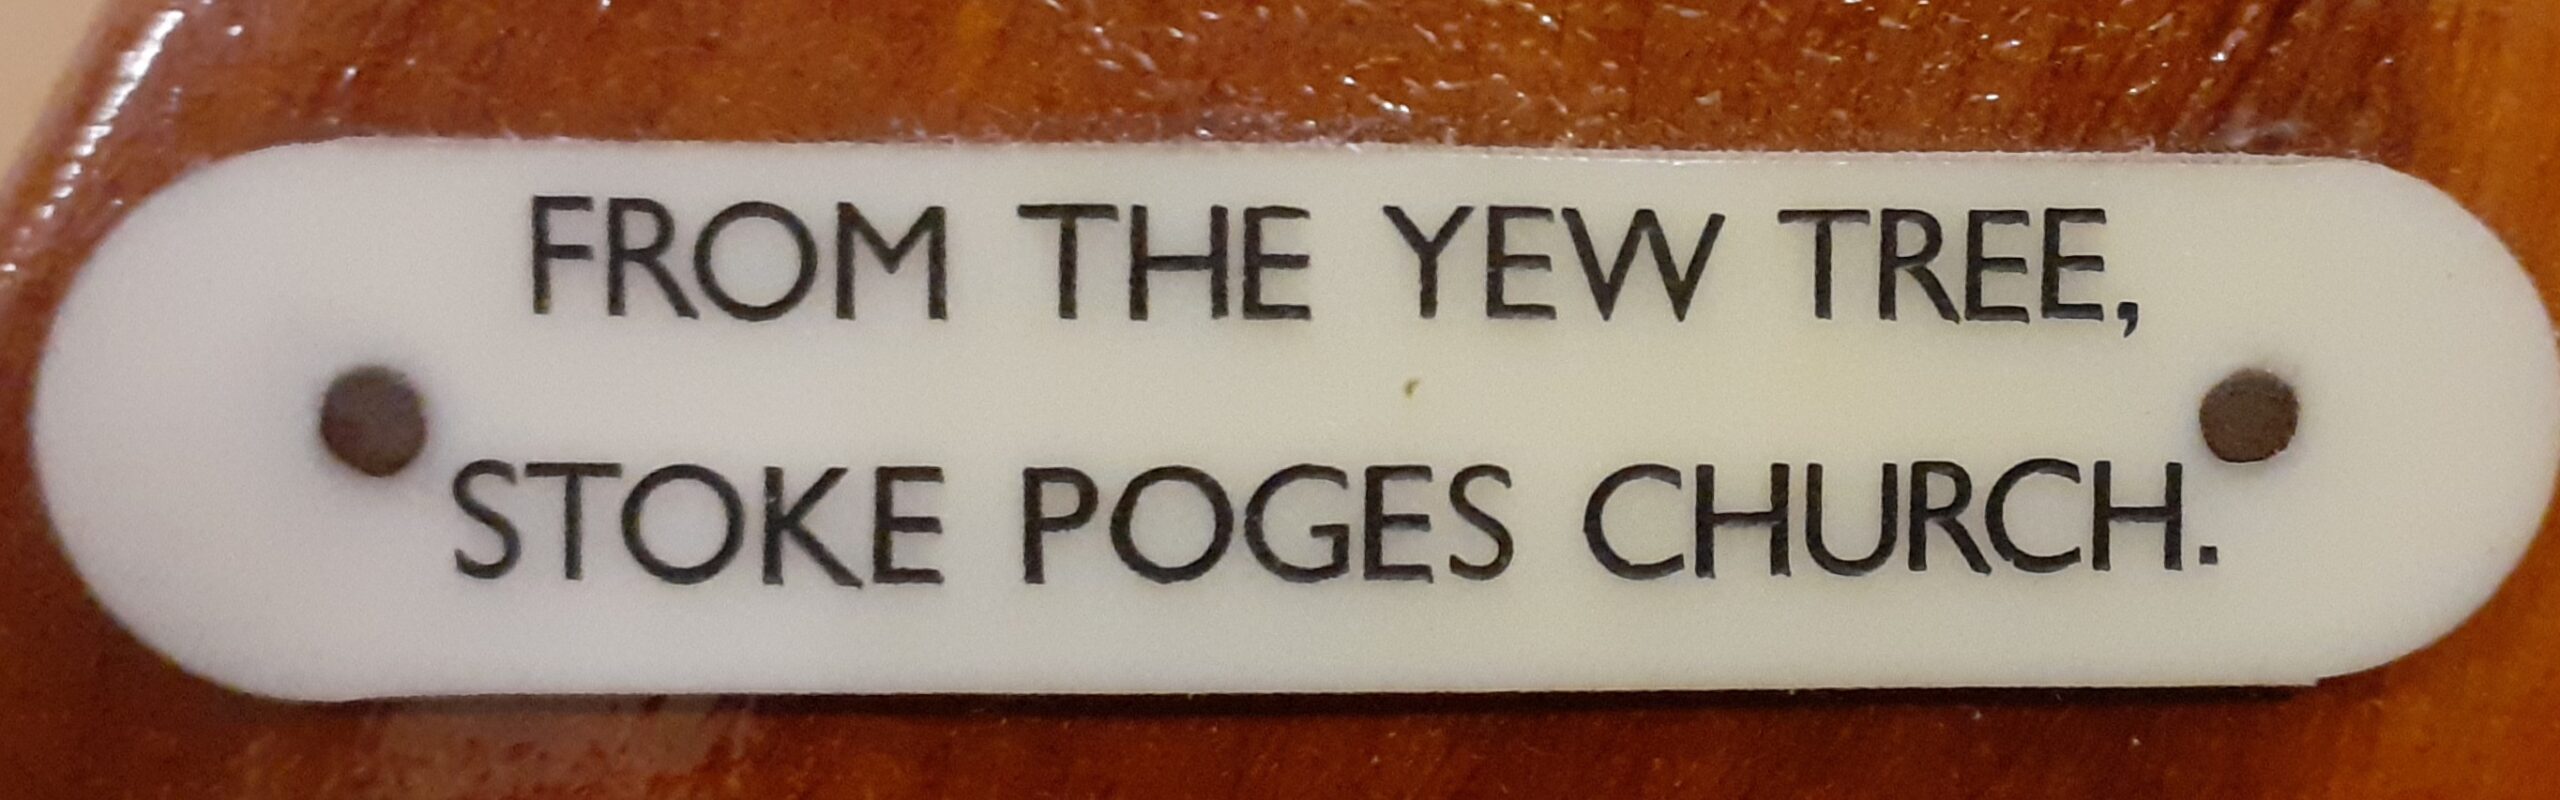 FROM THE YEW TREE,
STOKE POGES CHURCH.